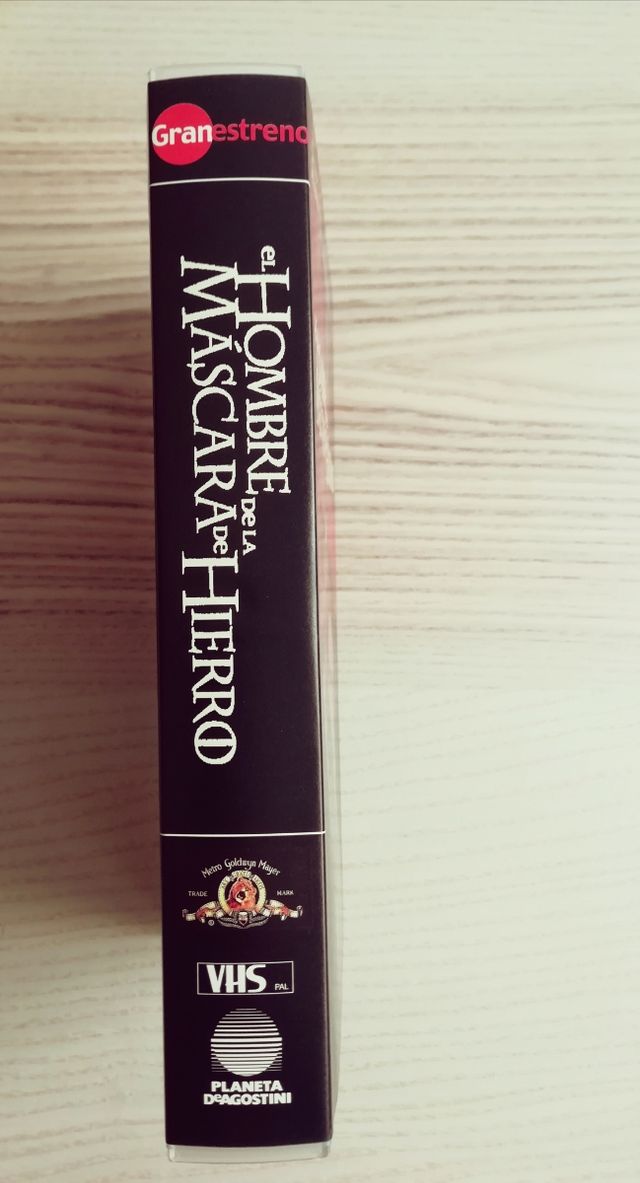 Granestreno
EL HOMBRE DE LA
MÁSCARA DE HIERRO
Metro Goldwyn Mayer
TRADE MARK
®
VHS PAL
PLANETA
DeAGOSTINI